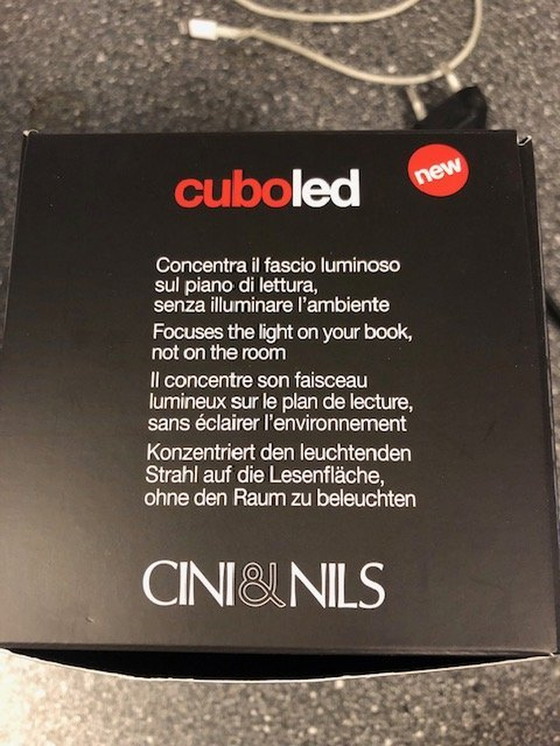 new
cuboled
Concentra il fascio luminoso
sul piano di lettura,
senza illuminare l'ambiente
Focuses the light on your book,
not on the room
Il concentre son faisceau
lumineux sur le plan de lecture,
sans éclairer l'environnement
Konzentriert den leuchtenden
Strahl auf die Lesenfläche,
ohne den Raum zu beleuchten
CINI&NILS